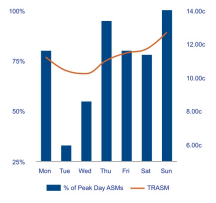 100%
75%
50%
25%
14.00c
12.00c
10.00c
8.00c
6.00c
Mon Tue Wed Thu Fri Sat Sun
% of Peak Day ASMs TRASM